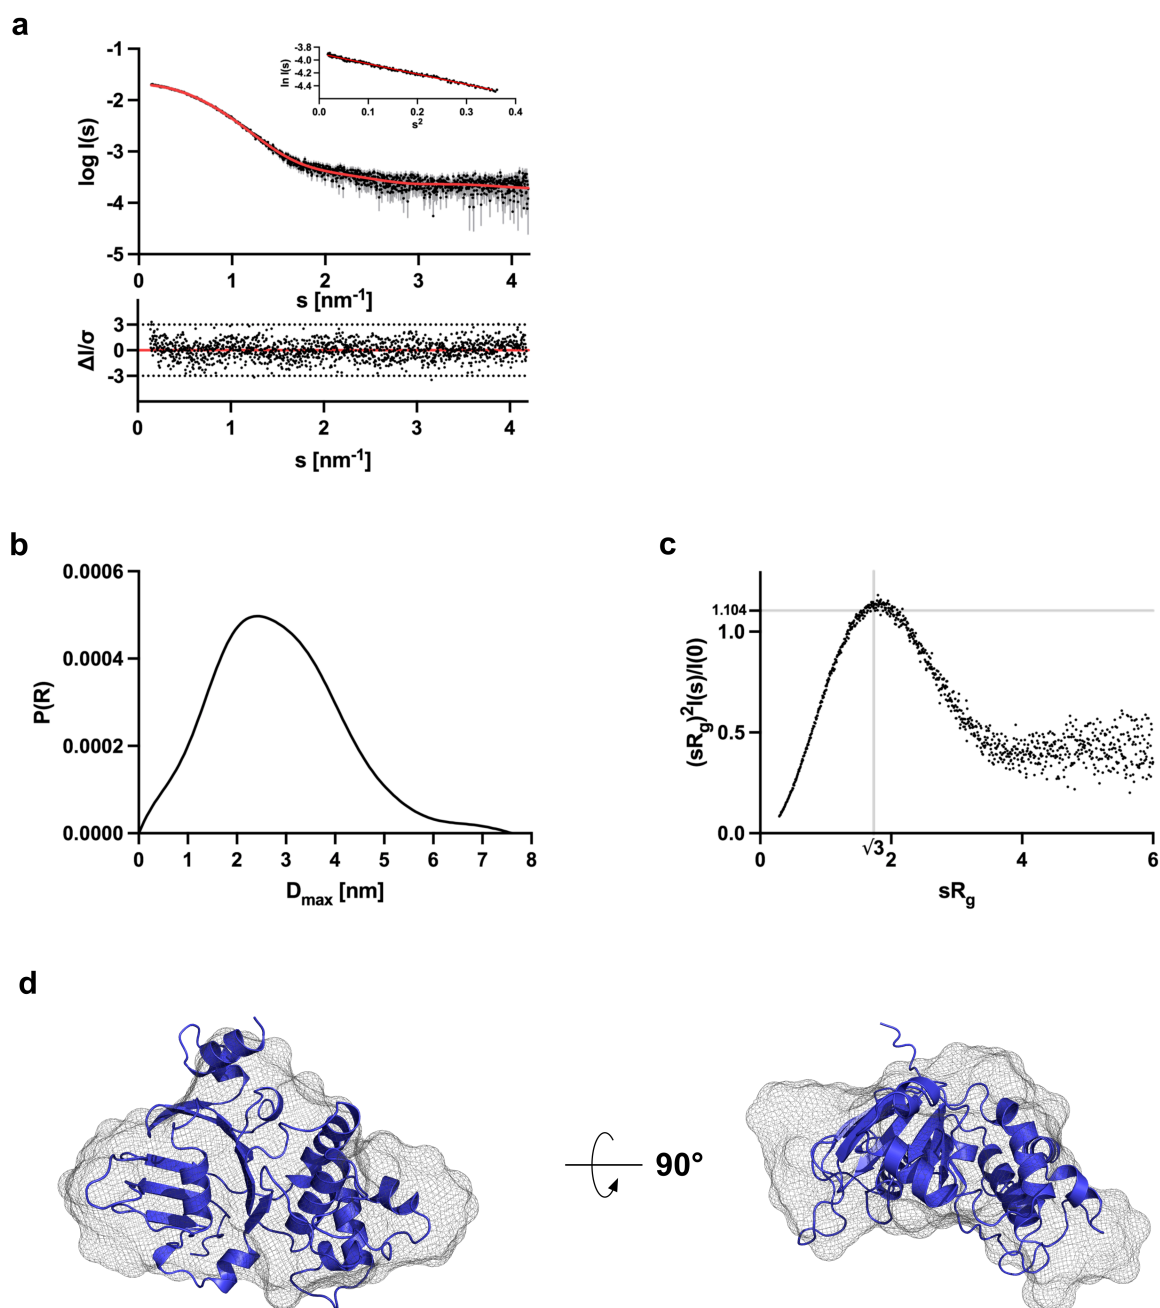 a
-1
-2
-3
-4
-5
log I(s)
0 1 2 3 4
s [nm-1]
-3.8
-4.0
-4.2
-4.4
ln I(s)
0.0 0.1 0.2 0.3 0.4
s2
3
0
-3
ΔI/σ
0 1 2 3 4
s [nm-1]
b
0.0006
0.0004
0.0002
0.0000
P(R)
0 1 2 3 4 5 6 7 8
Dmax [nm]
c
1.104
1.0
0.5
0.0
(sRg)2I(s)/I(0)
0 √3 2 4 6
sRg
d
90°